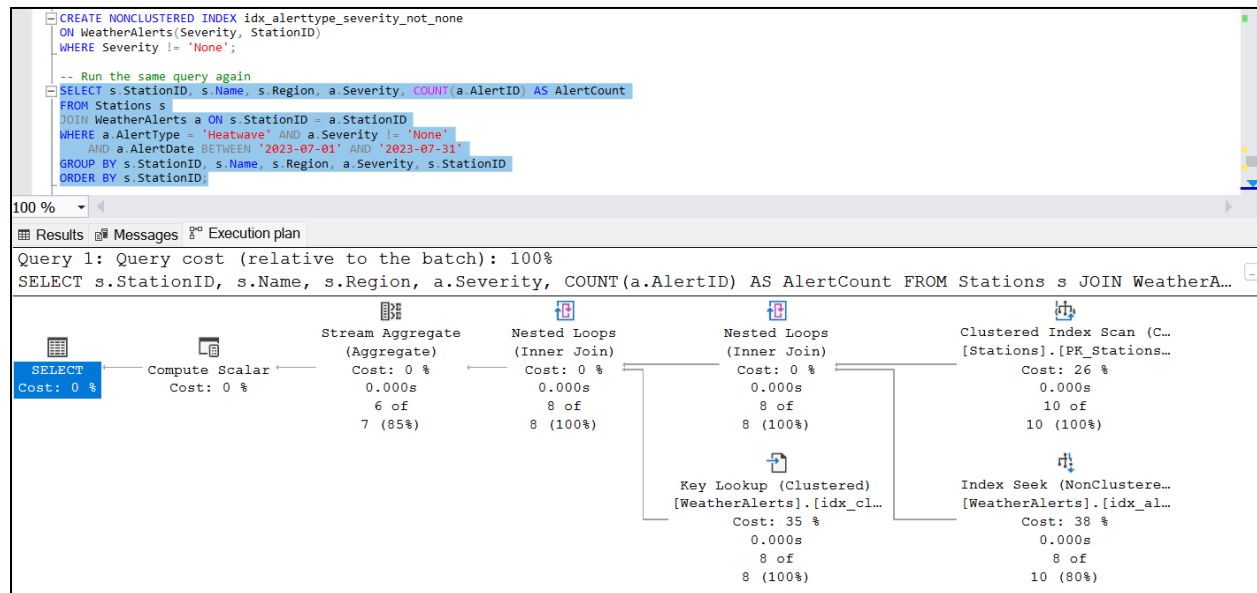 CREATE NONCLUSTERED INDEX idx_alerttype_severity_not_none
ON WeatherAlerts(Severity, StationID)
WHERE Severity != 'None';
-- Run the same query again
SELECT s.StationID, s.Name, s.Region, a.Severity, COUNT(a.AlertID) AS AlertCount
FROM Stations s
JOIN WeatherAlerts a ON s.StationID = a.StationID
WHERE a.AlertType = 'Heatwave' AND a.Severity != 'None'
AND a.AlertDate BETWEEN '2023-07-01' AND '2023-07-31'
GROUP BY s.StationID, s.Name, s.Region, a.Severity, s.StationID
ORDER BY s.StationID;
100 %
Results Messages Execution plan
Query 1: Query cost (relative to the batch): 100%
SELECT s.StationID, s.Name, s.Region, a.Severity, COUNT(a.AlertID) AS AlertCount FROM Stations s JOIN WeatherA...
SELECT
Cost: 0 %
Compute Scalar
Cost: 0 %
Stream Aggregate
(Aggregate)
Cost: 0 %
0.000s
6 of
7 (85%)
Nested Loops
(Inner Join)
Cost: 0 %
0.000s
8 of
8 (100%)
Nested Loops
(Inner Join)
Cost: 0 %
0.000s
8 of
8 (100%)
Clustered Index Scan (C...
[Stations].[PK_Stations...
Cost: 26 %
0.000s
10 of
10 (100%)
Key Lookup (Clustered)
[WeatherAlerts].[idx_cl...
Cost: 35 %
0.000s
8 of
8 (100%)
Index Seek (NonClustere...
[WeatherAlerts].[idx_al...
Cost: 38 %
0.000s
8 of
10 (80%)